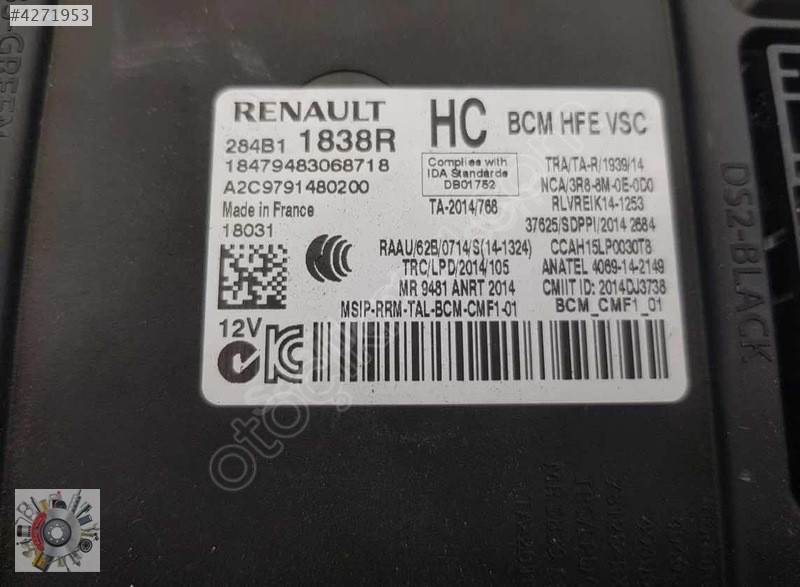 #4271953
GREEN
RENAULT HC BCM HFE VSC
284B1 1838R
18479483068718
A2C9791480200
Made in France
18031
Complies with
IDA Standards
DB01752
TA-2014/768
TRA/TA-R/1939/14
NCA/3R8-8M-0E-0D0
RLVREIK14-1253
37625/SDPPI/2014 2684
RAAU/62B/0714/S(14-1324) CCAH15LP0030T8
TRC/LPD/2014/105 ANATEL 4069-14-2149
MR 9481 ANRT 2014 CMIIT ID: 2014DJ3738
MSIP-RRM-TAL-BCM-CMF1-01 BCM_CMF1_01
12V
DS2-BLACK